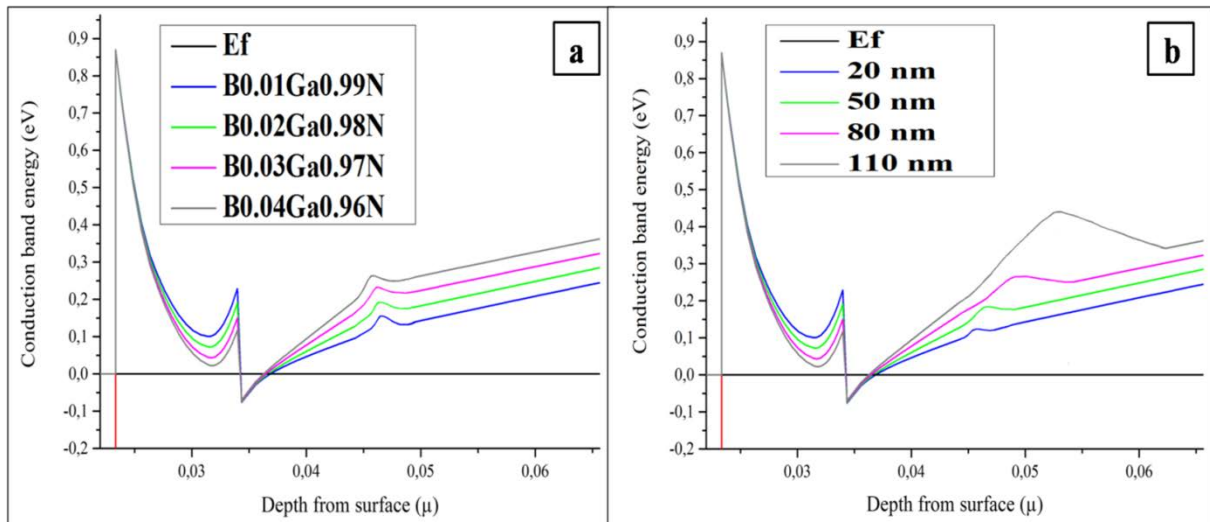 a
Ef
B0.01Ga0.99N
B0.02Ga0.98N
B0.03Ga0.97N
B0.04Ga0.96N
0,9
0,8
0,7
0,6
0,5
0,4
0,3
0,2
0,1
0,0
-0,1
-0,2
Conduction band energy (eV)
0,03 0,04 0,05 0,06
Depth from surface (μ)
b
Ef
20 nm
50 nm
80 nm
110 nm
0,9
0,8
0,7
0,6
0,5
0,4
0,3
0,2
0,1
0,0
-0,1
-0,2
Conduction band energy (eV)
0,03 0,04 0,05 0,06
Depth from surface (μ)